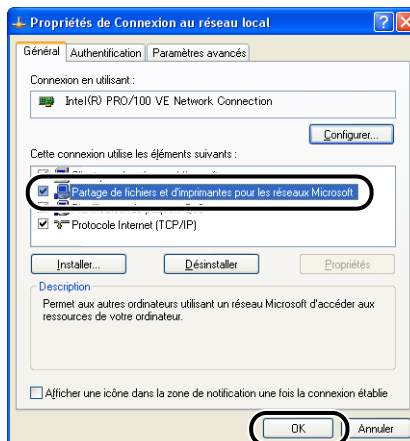 Propriétés de Connexion au réseau local
Général Authentification Paramètres avancés
Connexion en utilisant :
Intel(R) PRO/100 VE Network Connection
Configurer...
Cette connexion utilise les éléments suivants :
Partage de fichiers et d'imprimantes pour les réseaux Microsoft
Protocole Internet (TCP/IP)
Installer... Désinstaller Propriétés
Description
Permet aux autres ordinateurs utilisant un réseau Microsoft d'accéder aux
ressources de votre ordinateur.
Afficher une icône dans la zone de notification une fois la connexion établie
OK Annuler